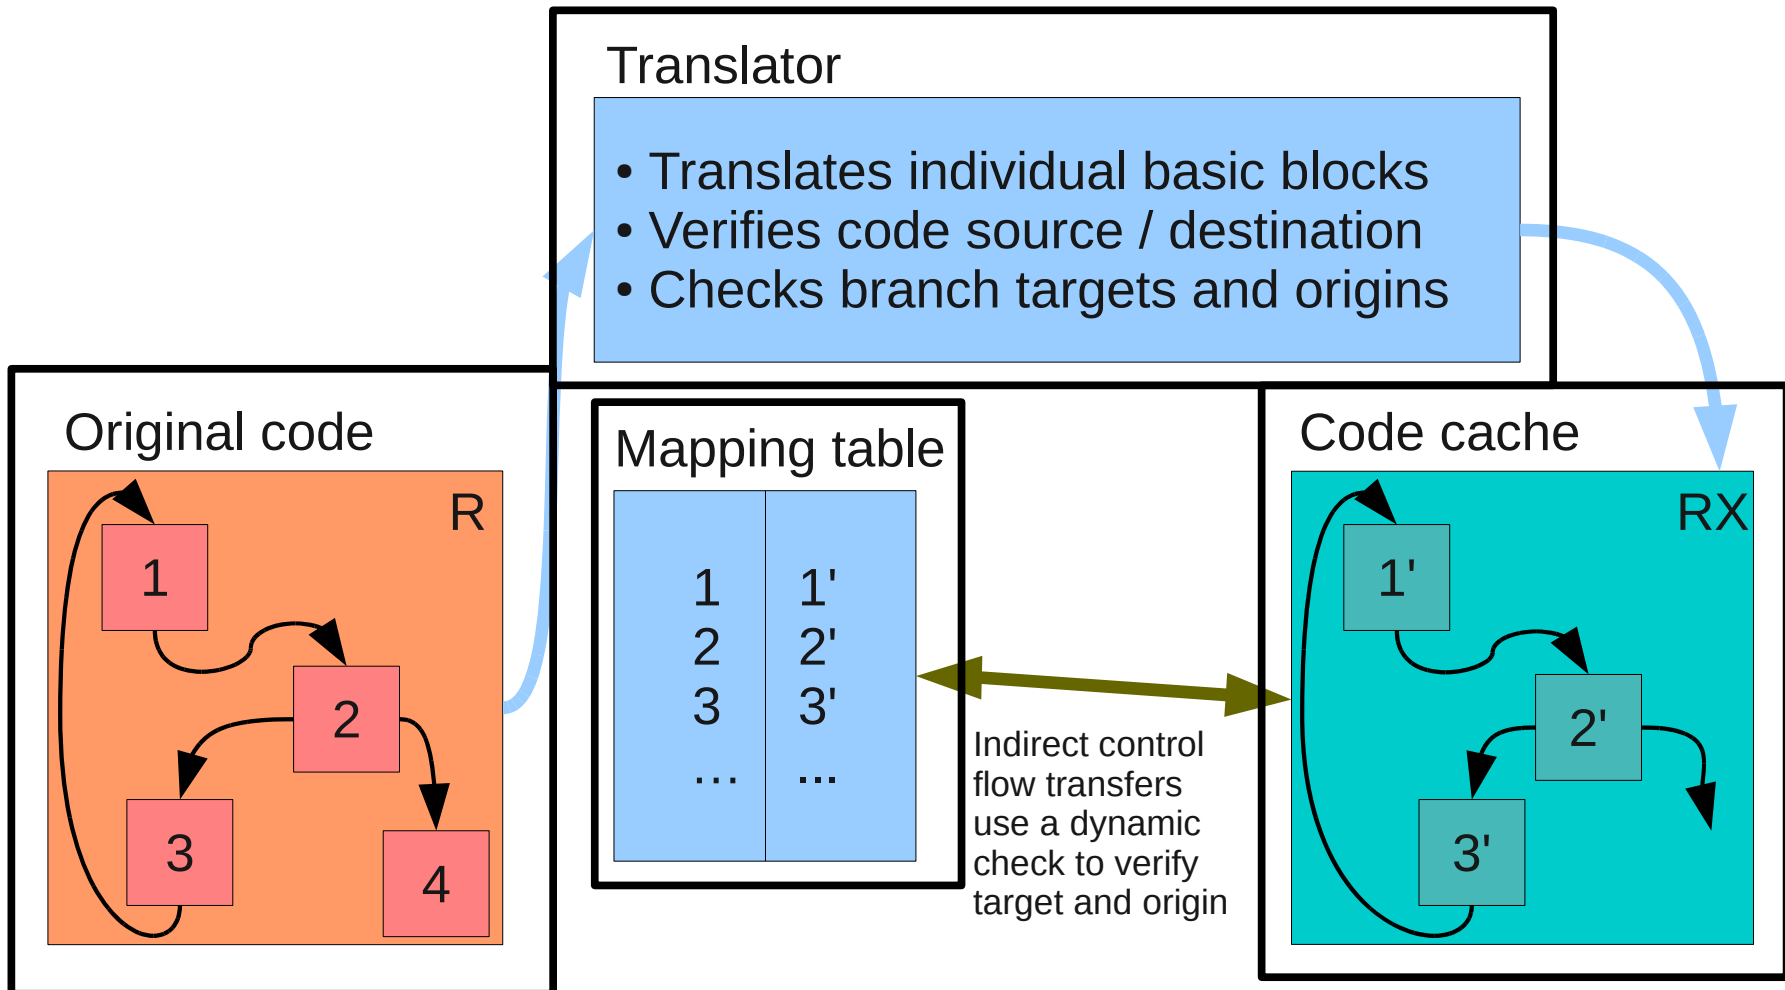 Translator
• Translates individual basic blocks
• Verifies code source / destination
• Checks branch targets and origins
Original code
R
1
2
3
4
Mapping table
1 1'
2 2'
3 3'
... ...
Indirect control
flow transfers
use a dynamic
check to verify
target and origin
Code cache
RX
1'
2'
3'